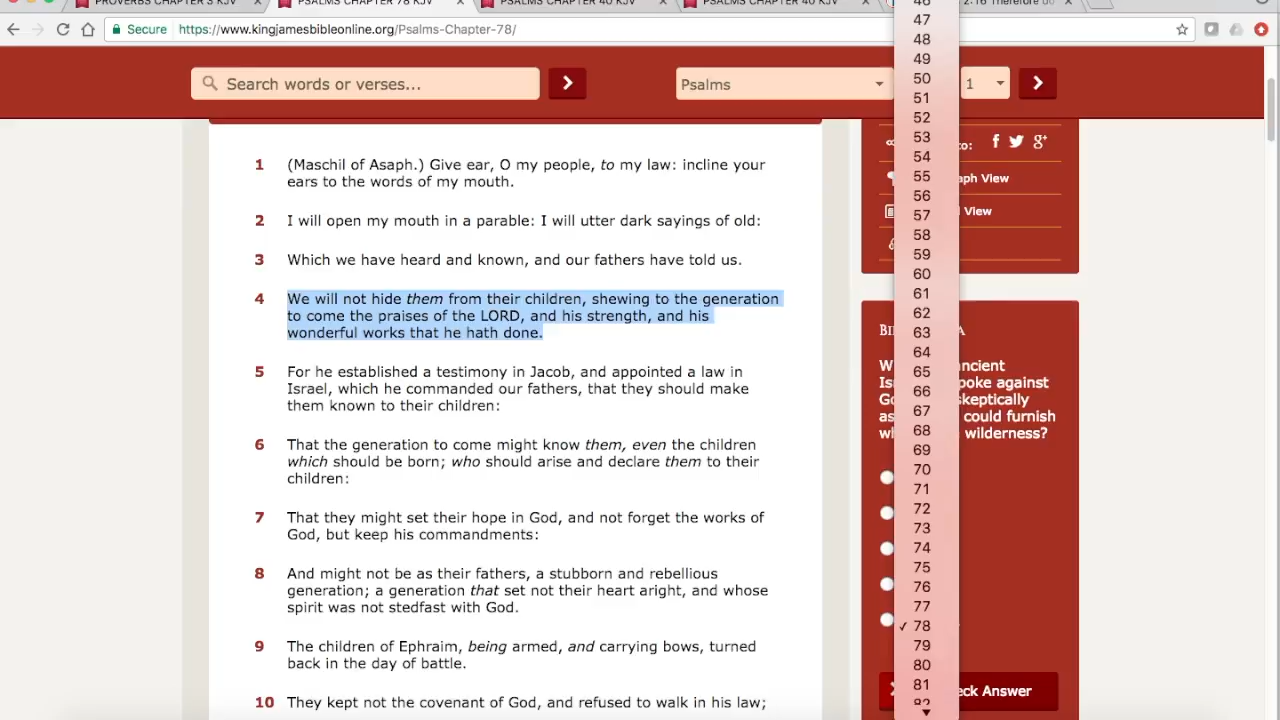 PROVERBS CHAPTER 3 KJV
PSALMS CHAPTER 78 KJV
PSALMS CHAPTER 40 KJV
PSALMS CHAPTER 40 KJV
2:16 Therefore do
Secure
https://www.kingjamesbibleonline.org/Psalms-Chapter-78/
Search words or verses...
Psalms
1
1 (Maschil of Asaph.) Give ear, O my people, to my law: incline your
ears to the words of my mouth.
2 I will open my mouth in a parable: I will utter dark sayings of old:
3 Which we have heard and known, and our fathers have told us.
4 We will not hide them from their children, shewing to the generation
to come the praises of the LORD, and his strength, and his
wonderful works that he hath done.
5 For he established a testimony in Jacob, and appointed a law in
Israel, which he commanded our fathers, that they should make
them known to their children:
6 That the generation to come might know them, even the children
which should be born; who should arise and declare them to their
children:
7 That they might set their hope in God, and not forget the works of
God, but keep his commandments:
8 And might not be as their fathers, a stubborn and rebellious
generation; a generation that set not their heart aright, and whose
spirit was not stedfast with God.
9 The children of Ephraim, being armed, and carrying bows, turned
back in the day of battle.
10 They kept not the covenant of God, and refused to walk in his law;
46
47
48
49
50
51
52
53
54
55
56
57
58
59
60
61
62
63
64
65
66
67
68
69
70
71
72
73
74
75
76
77
✓ 78
79
80
81
82
to:
View
View
ancient
spoke against
skeptically
could furnish
wilderness?
Answer